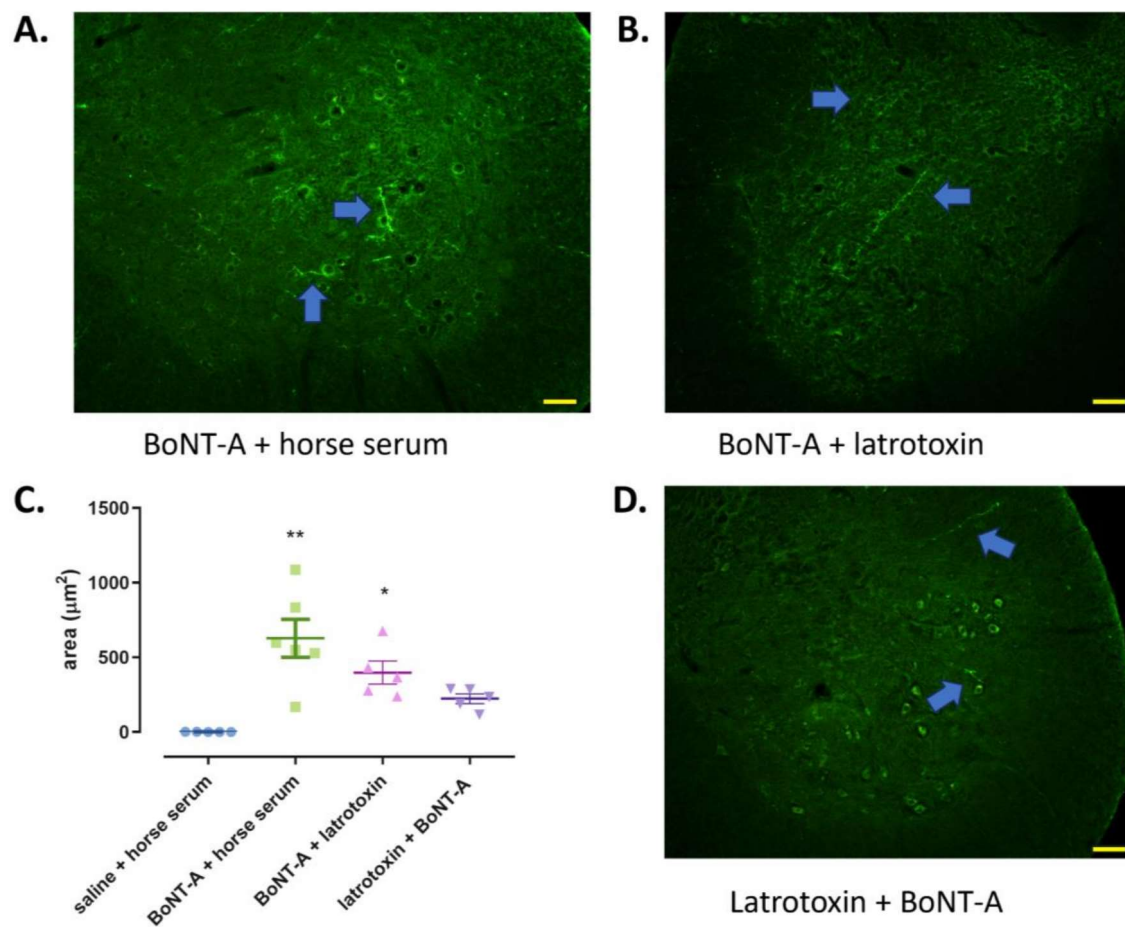 A.
B.
BoNT-A + horse serum
BoNT-A + latrotoxin
C.
D.
area (μm²)
1500
1000
500
0
**
*
saline + horse serum
BoNT-A + horse serum
BoNT-A + latrotoxin
latrotoxin + BoNT-A
Latrotoxin + BoNT-A